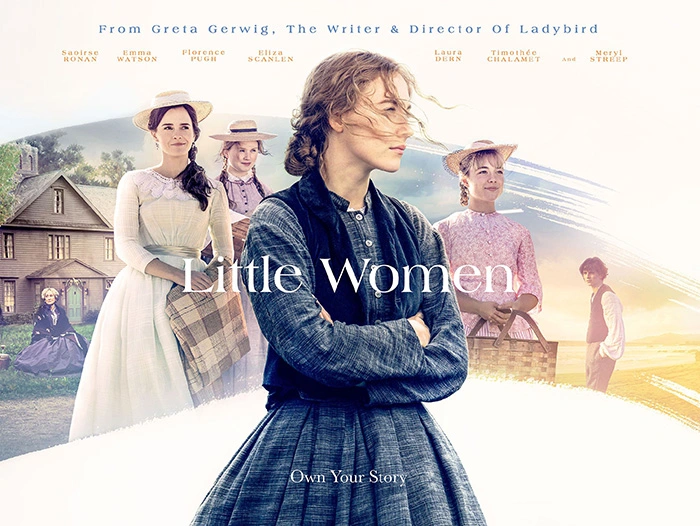 From Greta Gerwig, The Writer & Director Of Ladybird
Saoirse Emma Florence Eliza Laura Timothée Meryl
RONAN WATSON PUGH SCANLEN DERN CHALAMET AND STREEP
Little Women
Own Your Story